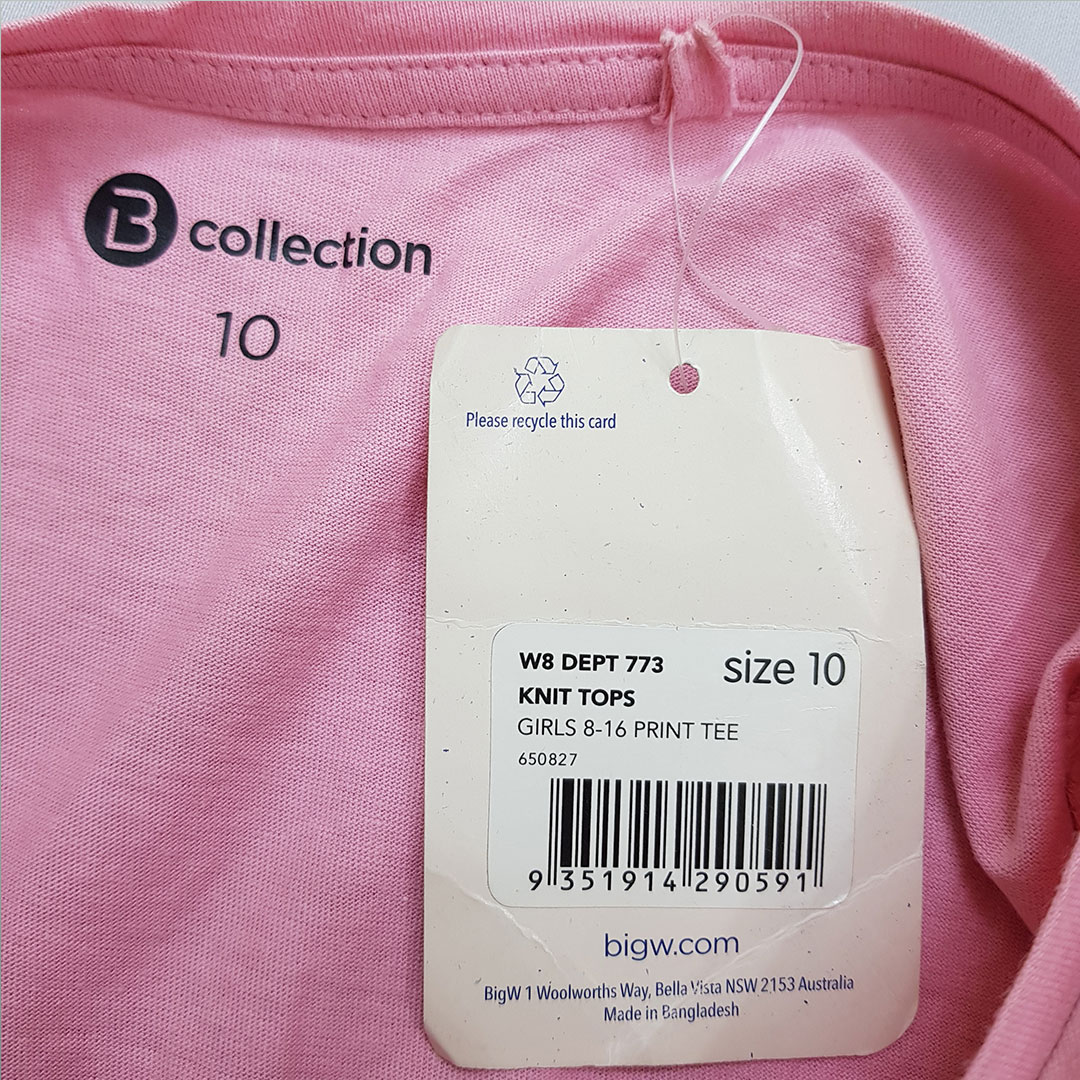 B collection
10
Please recycle this card
W8 DEPT 773
size 10
KNIT TOPS
GIRLS 8-16 PRINT TEE
650827
9 351914 290591
bigw.com
BigW 1 Woolworths Way, Bella Vista NSW 2153 Australia
Made in Bangladesh